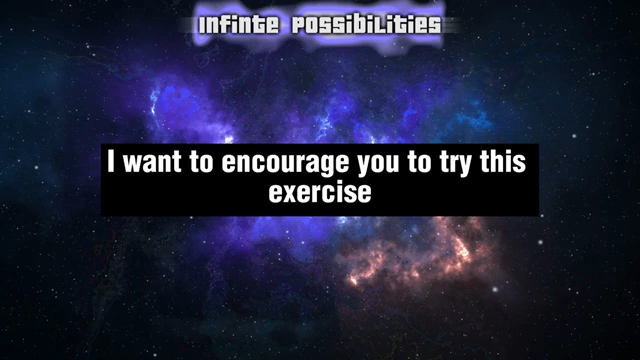 Infinte Possibilities
I want to encourage you to try this
exercise